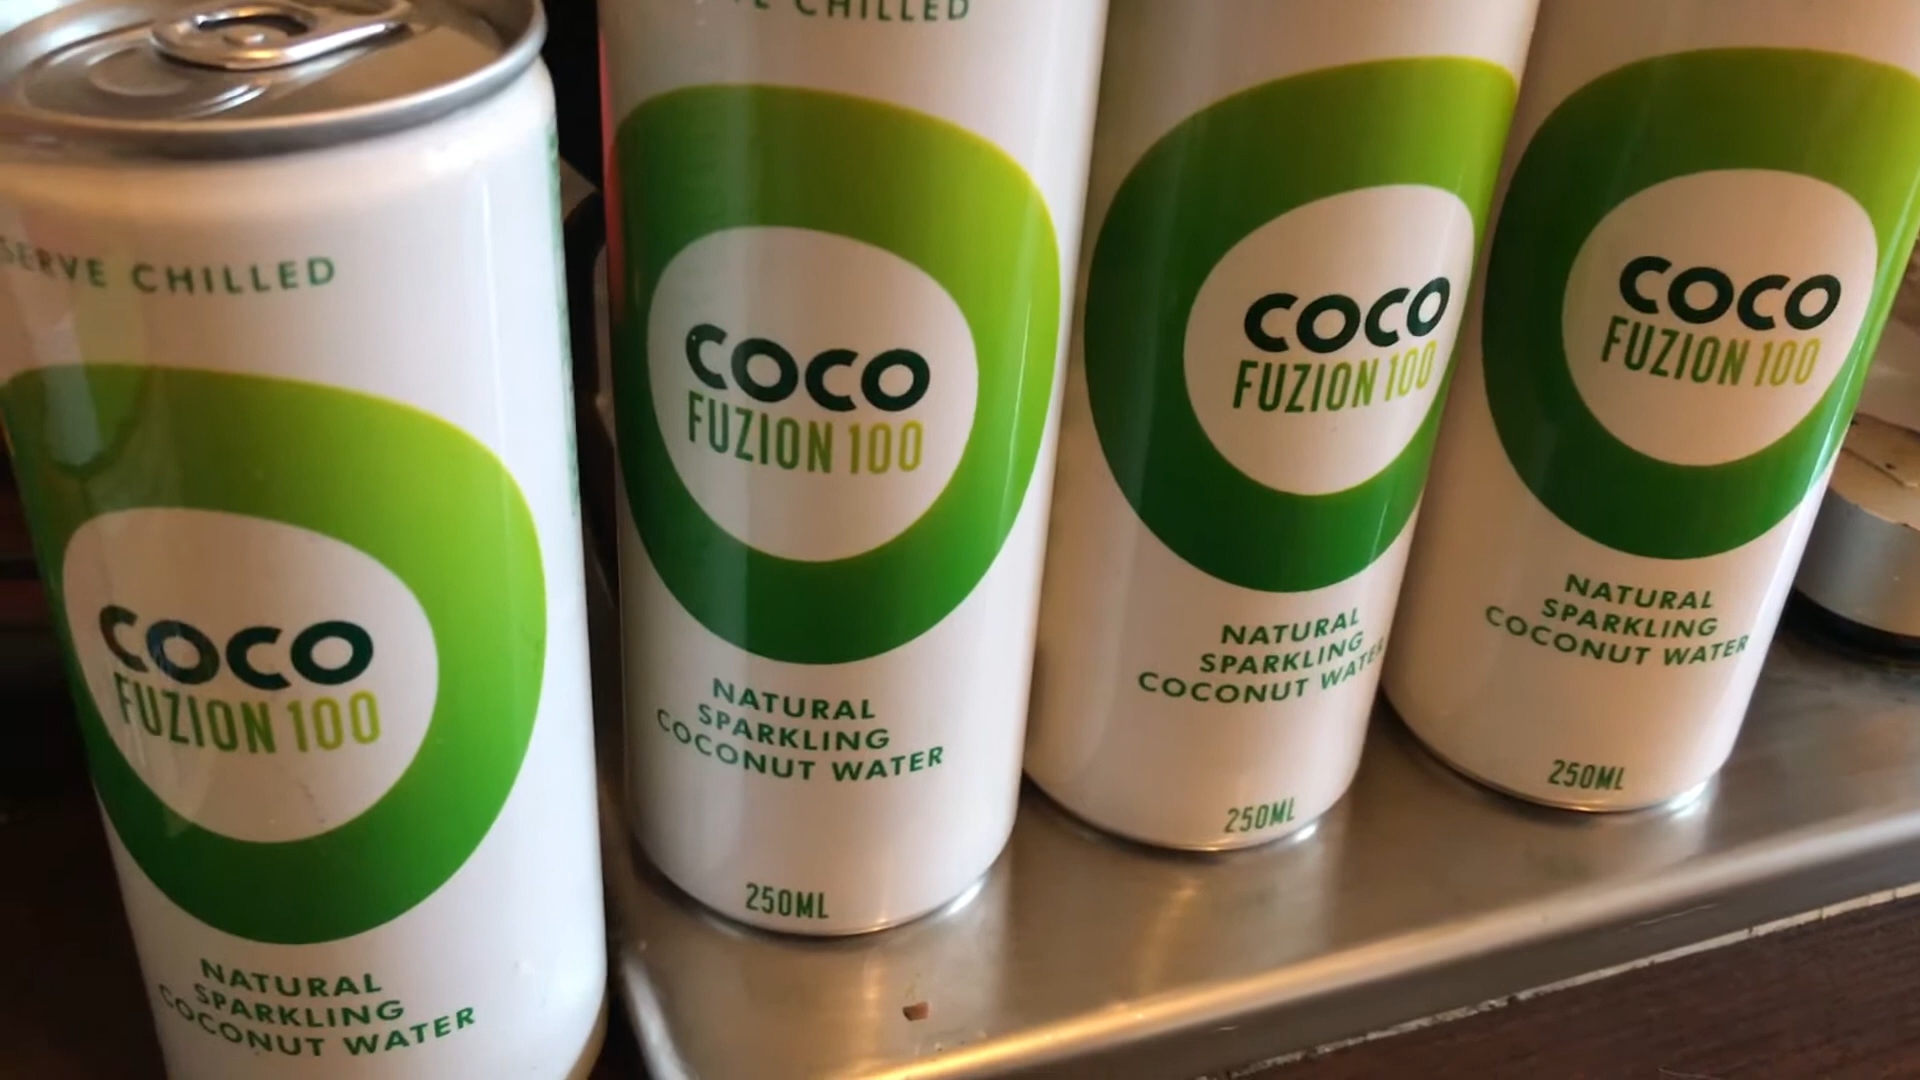 SERVE CHILLED
COCO
FUZION 100
NATURAL
SPARKLING
COCONUT WATER
CHILLED
COCO
FUZION 100
NATURAL
SPARKLING
COCONUT WATER
250ML
COCO
FUZION 100
NATURAL
SPARKLING
COCONUT WATER
250ML
COCO
FUZION 100
NATURAL
SPARKLING
COCONUT WATER
250ML